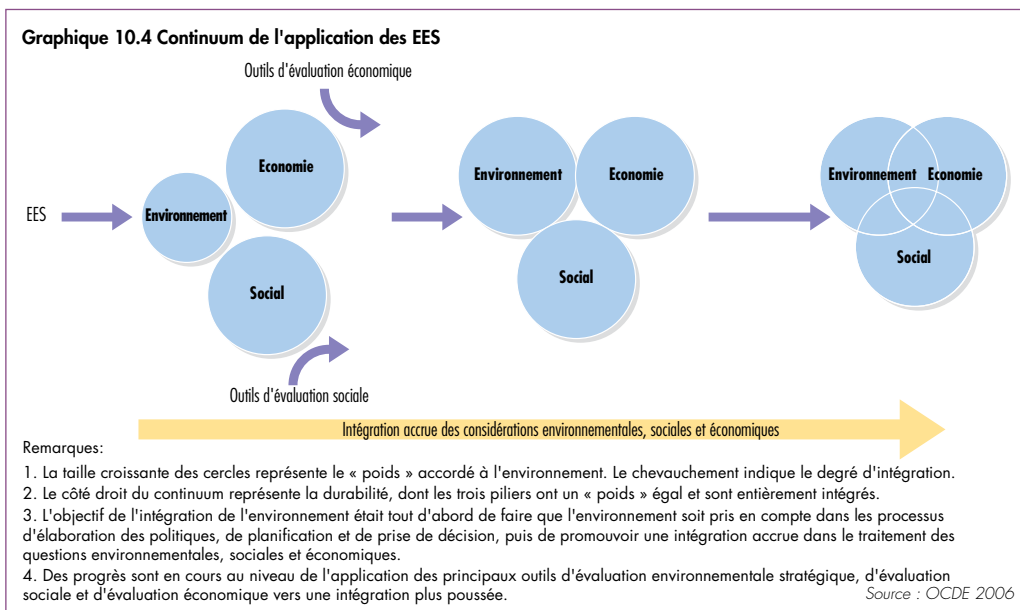 Graphique 10.4 Continuum de l'application des EES
Outils d'évaluation économique
Economie
Environnement
Economie
Environnement
Economie
EES
Environnement
Social
Social
Social
Outils d'évaluation sociale
Intégration accrue des considérations environnementales, sociales et économiques
Remarques:
1. La taille croissante des cercles représente le « poids » accordé à l'environnement. Le chevauchement indique le degré d'intégration.
2. Le côté droit du continuum représente la durabilité, dont les trois piliers ont un « poids » égal et sont entièrement intégrés.
3. L'objectif de l'intégration de l'environnement était tout d'abord de faire que l'environnement soit pris en compte dans les processus
d'élaboration des politiques, de planification et de prise de décision, puis de promouvoir une intégration accrue dans le traitement des
questions environnementales, sociales et économiques.
4. Des progrès sont en cours au niveau de l'application des principaux outils d'évaluation environnementale stratégique, d'évaluation
sociale et d'évaluation économique vers une intégration plus poussée.
Source : OCDE 2006